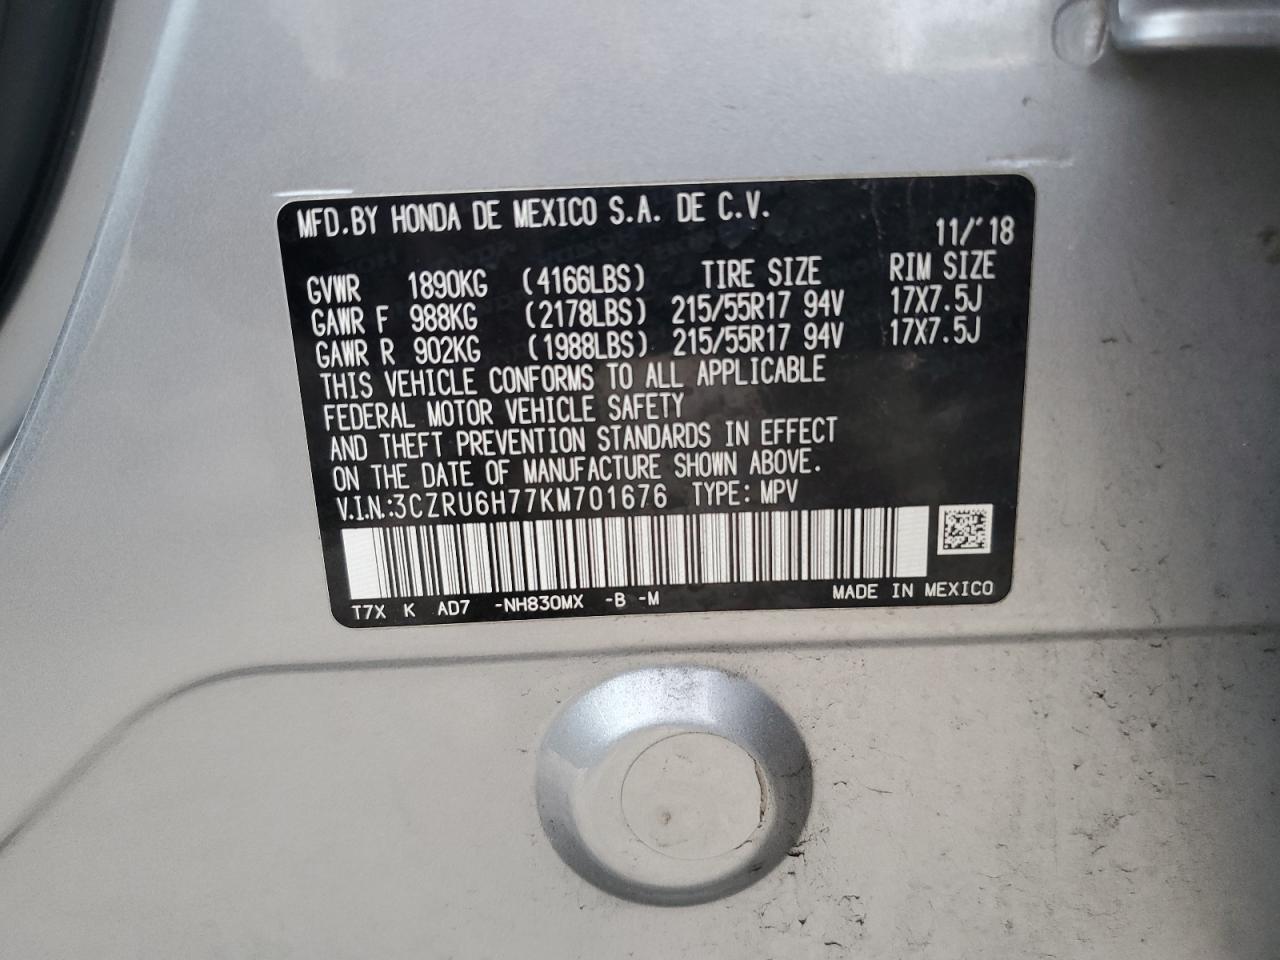 MFD.BY HONDA DE MEXICO S.A. DE C.V.
11/'18
GVWR 1890KG (4166LBS) TIRE SIZE RIM SIZE
GAWR F 988KG (2178LBS) 215/55R17 94V 17X7.5J
GAWR R 902KG (1988LBS) 215/55R17 94V 17X7.5J
THIS VEHICLE CONFORMS TO ALL APPLICABLE
FEDERAL MOTOR VEHICLE SAFETY
AND THEFT PREVENTION STANDARDS IN EFFECT
ON THE DATE OF MANUFACTURE SHOWN ABOVE.
V.I.N.:3CZRU6H77KM701676 TYPE: MPV
T7X K AD7 -NH830MX -B -M MADE IN MEXICO